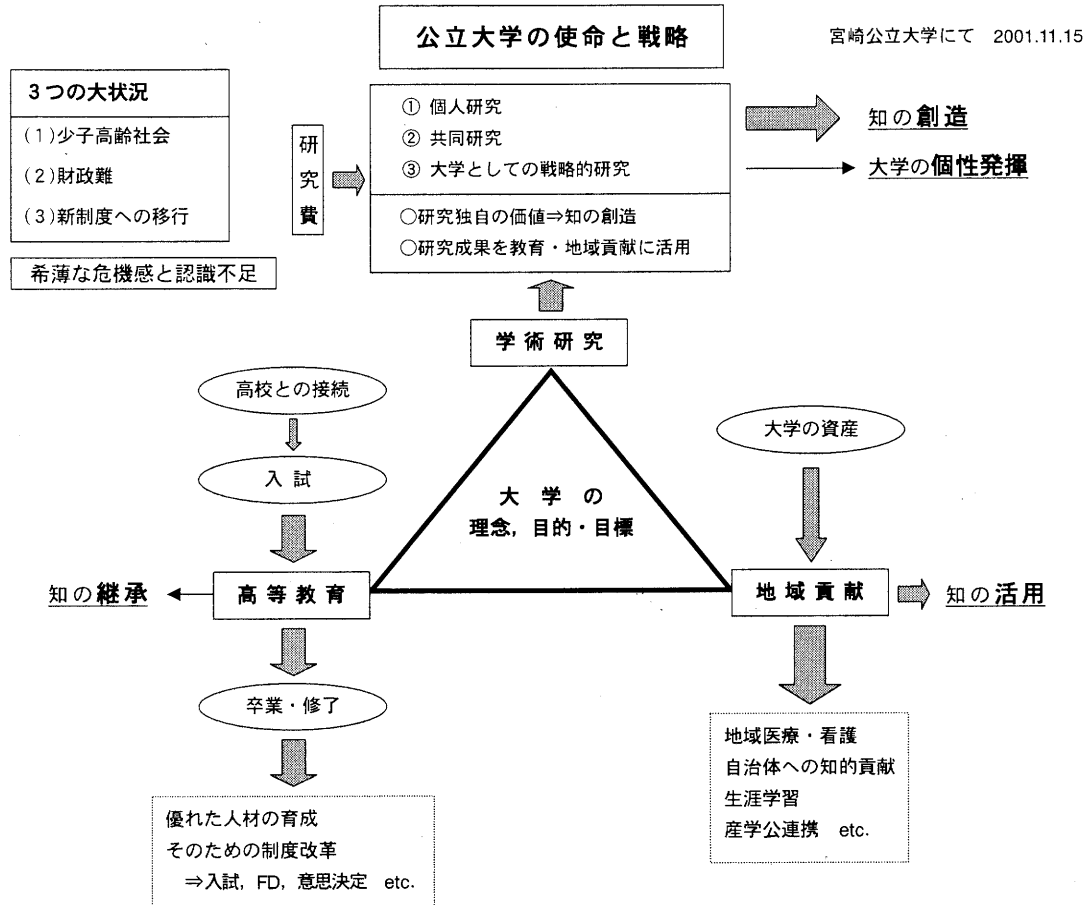 公立大学の使命と戦略
宮崎公立大学にて 2001.11.15
3つの大状況
(1)少子高齢社会
(2)財政難
(3)新制度への移行
希薄な危機感と認識不足
研究費
① 個人研究
② 共同研究
③ 大学としての戦略的研究
○研究独自の価値⇒知の創造
○研究成果を教育・地域貢献に活用
知の創造
大学の個性発揮
学術研究
高校との接続
入試
大学の資産
大学の
理念，目的・目標
知の継承
高等教育
地域貢献
知の活用
卒業・修了
優れた人材の育成
そのための制度改革
⇒入試，FD，意思決定 etc.
地域医療・看護
自治体への知的貢献
生涯学習
産学公連携 etc.